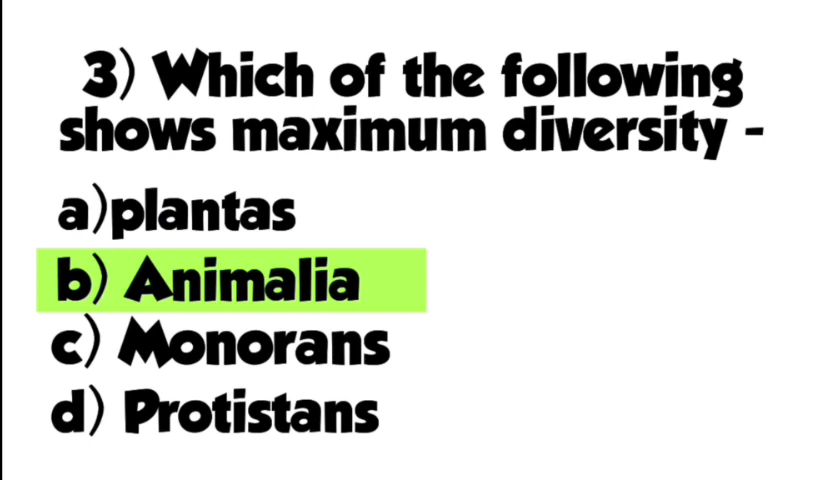 3) Which of the following
shows maximum diversity -
a)plantas
b) Animalia
c) Monorans
d) Protistans